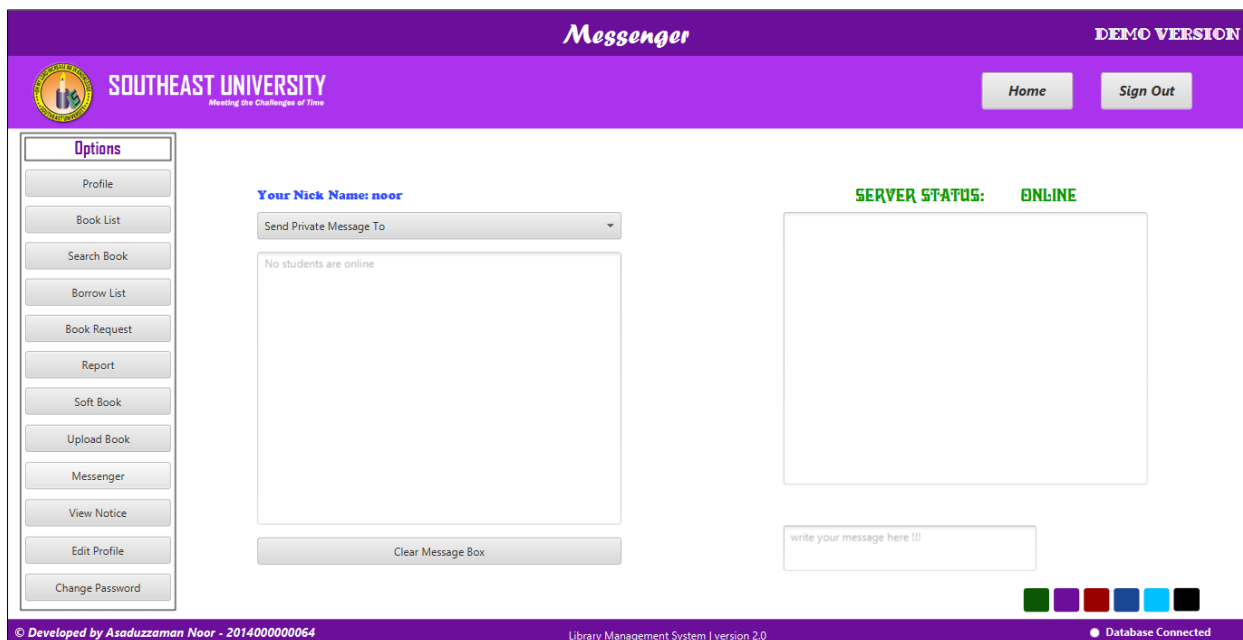 Messenger
DEMO VERSION
SOUTHEAST UNIVERSITY
Meeting the Challenges of Time
Home
Sign Out
Options
Profile
Book List
Search Book
Borrow List
Book Request
Report
Soft Book
Upload Book
Messenger
View Notice
Edit Profile
Change Password
Your Nick Name: noor
Send Private Message To
No students are online
Clear Message Box
SERVER STATUS: ONLINE
write your message here !!!
© Developed by Asaduzzaman Noor - 2014000000064
Library Management System | version 2.0
Database Connected